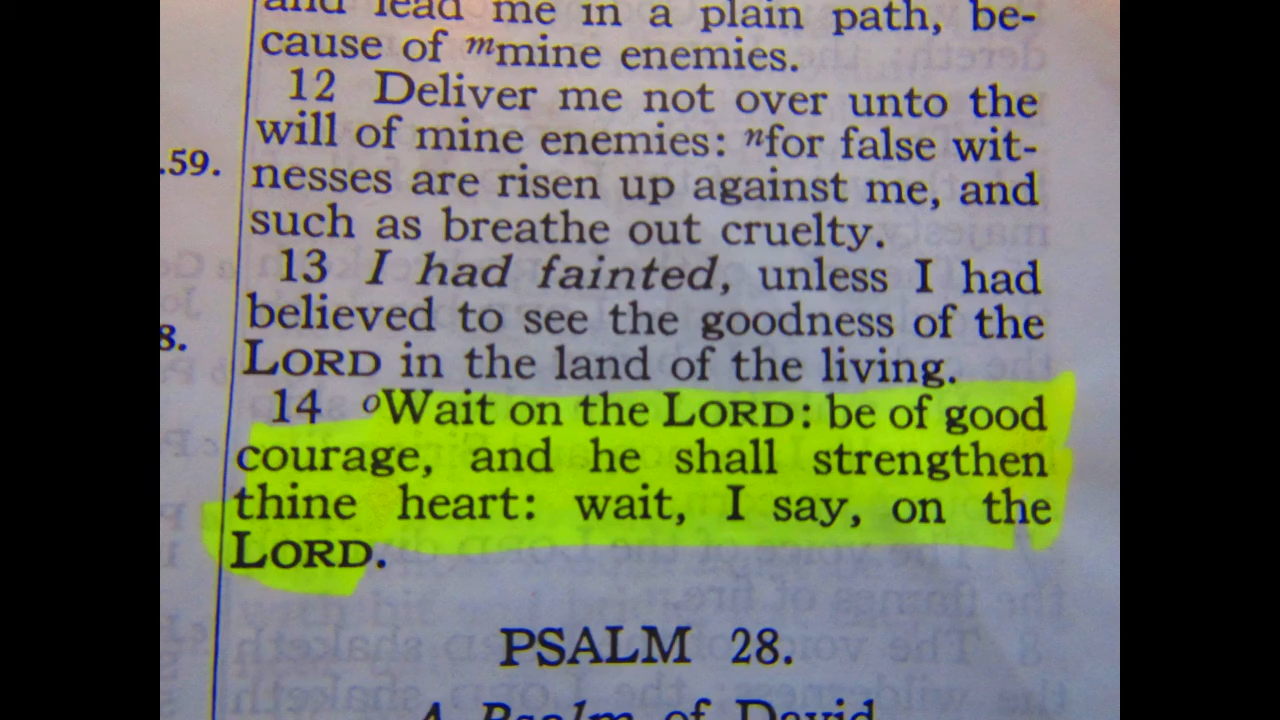 and lead me in a plain path, be-
cause of mmine enemies.
12 Deliver me not over unto the
will of mine enemies: nfor false wit-
.59.
nesses are risen up against me, and
such as breathe out cruelty.
13 I had fainted, unless I had
believed to see the goodness of the
8.
LORD in the land of the living.
14 oWait on the LORD: be of good
courage, and he shall strengthen
thine heart: wait, I say, on the
LORD.
PSALM 28.
A Psalm of David